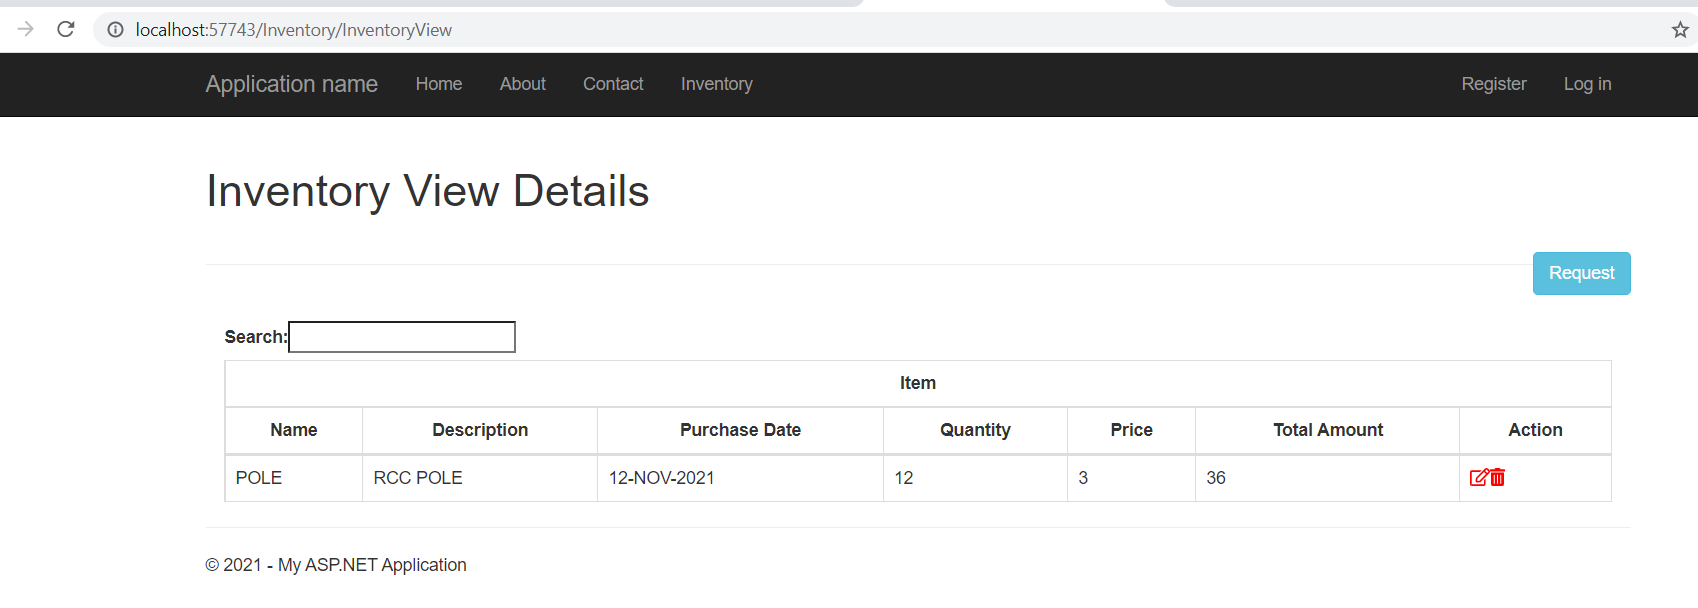 localhost:57743/Inventory/InventoryView
Application name Home About Contact Inventory Register Log in
Inventory View Details
Request
Search:
Item
Name Description Purchase Date Quantity Price Total Amount Action
POLE RCC POLE 12-NOV-2021 12 3 36
© 2021 - My ASP.NET Application